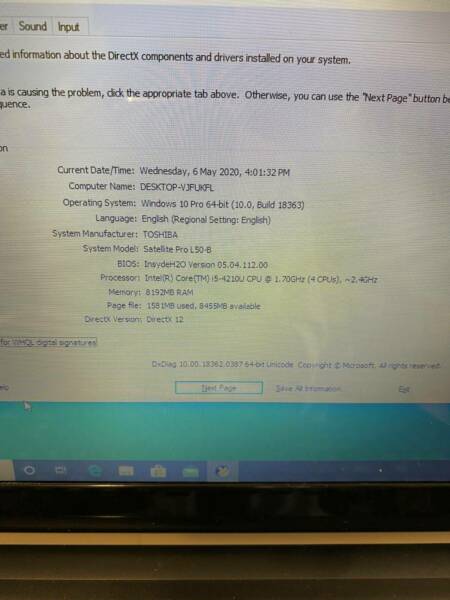 er Sound Input
ed information about the DirectX components and drivers installed on your system.
a is causing the problem, click the appropriate tab above. Otherwise, you can use the "Next Page" button be
quence.
on
Current Date/Time: Wednesday, 6 May 2020, 4:01:32 PM
Computer Name: DESKTOP-VJFUKFL
Operating System: Windows 10 Pro 64-bit (10.0, Build 18363)
Language: English (Regional Setting: English)
System Manufacturer: TOSHIBA
System Model: Satellite Pro L50-B
BIOS: InsydeH2O Version 05.04.112.00
Processor: Intel(R) Core(TM) i5-4210U CPU @ 1.70GHz (4 CPUs), ~2.4GHz
Memory: 8192MB RAM
Page file: 1581MB used, 8455MB available
DirectX Version: DirectX 12
for WHQL digital signatures
DxDiag 10.00.18362.0387 64-bit Unicode Copyright © Microsoft. All rights reserved.
elp Next Page Save All Information... Exit